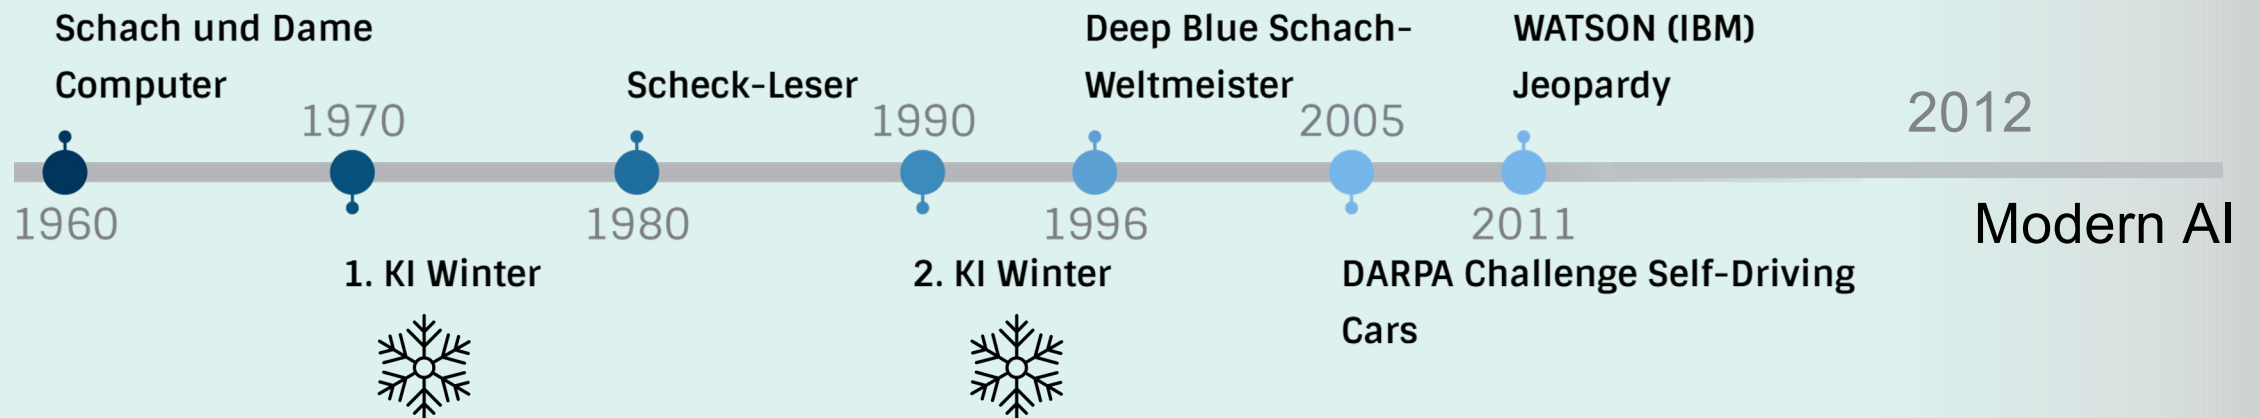 Schach und Dame
Computer
1960
1970
1. KI Winter
Scheck-Leser
1980
1990
2. KI Winter
Deep Blue Schach-
Weltmeister
1996
2005
DARPA Challenge Self-Driving
Cars
WATSON (IBM)
Jeopardy
2011
2012
Modern AI